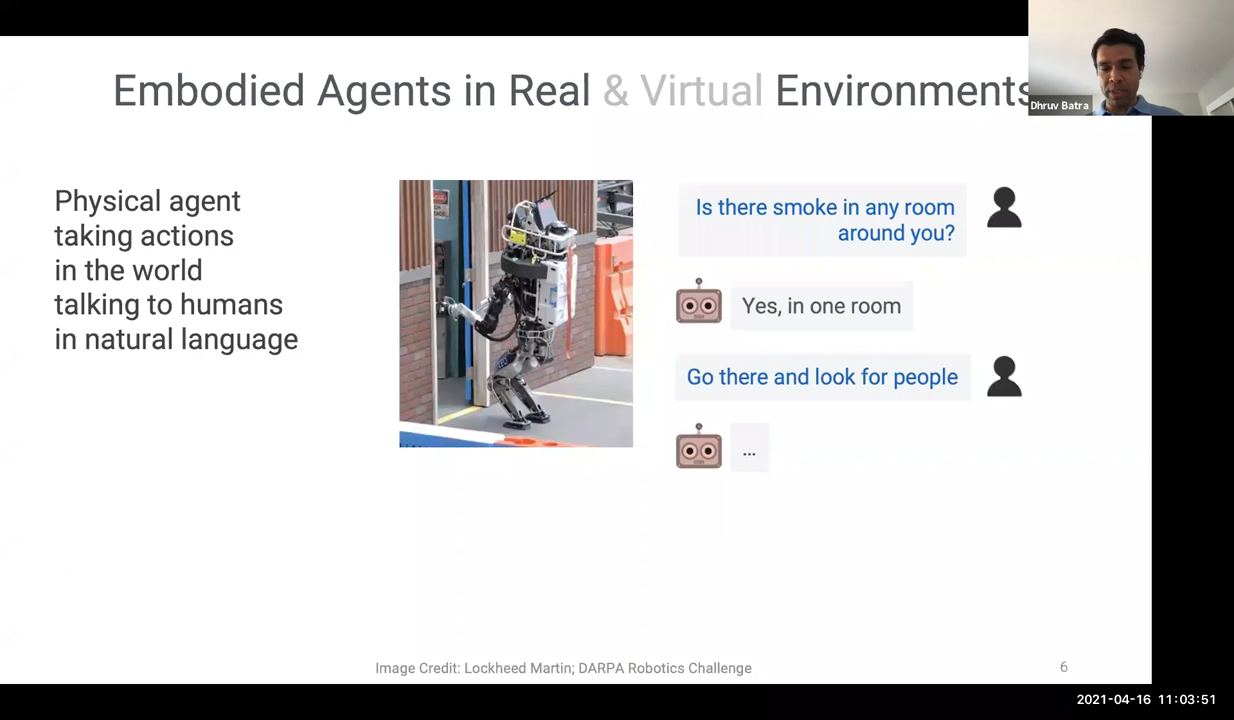 Embodied Agents in Real & Virtual Environments
Dhruv Batra
Physical agent
taking actions
in the world
talking to humans
in natural language
Is there smoke in any room
around you?
Yes, in one room
Go there and look for people
...
Image Credit: Lockheed Martin; DARPA Robotics Challenge
6
2021-04-16 11:03:51